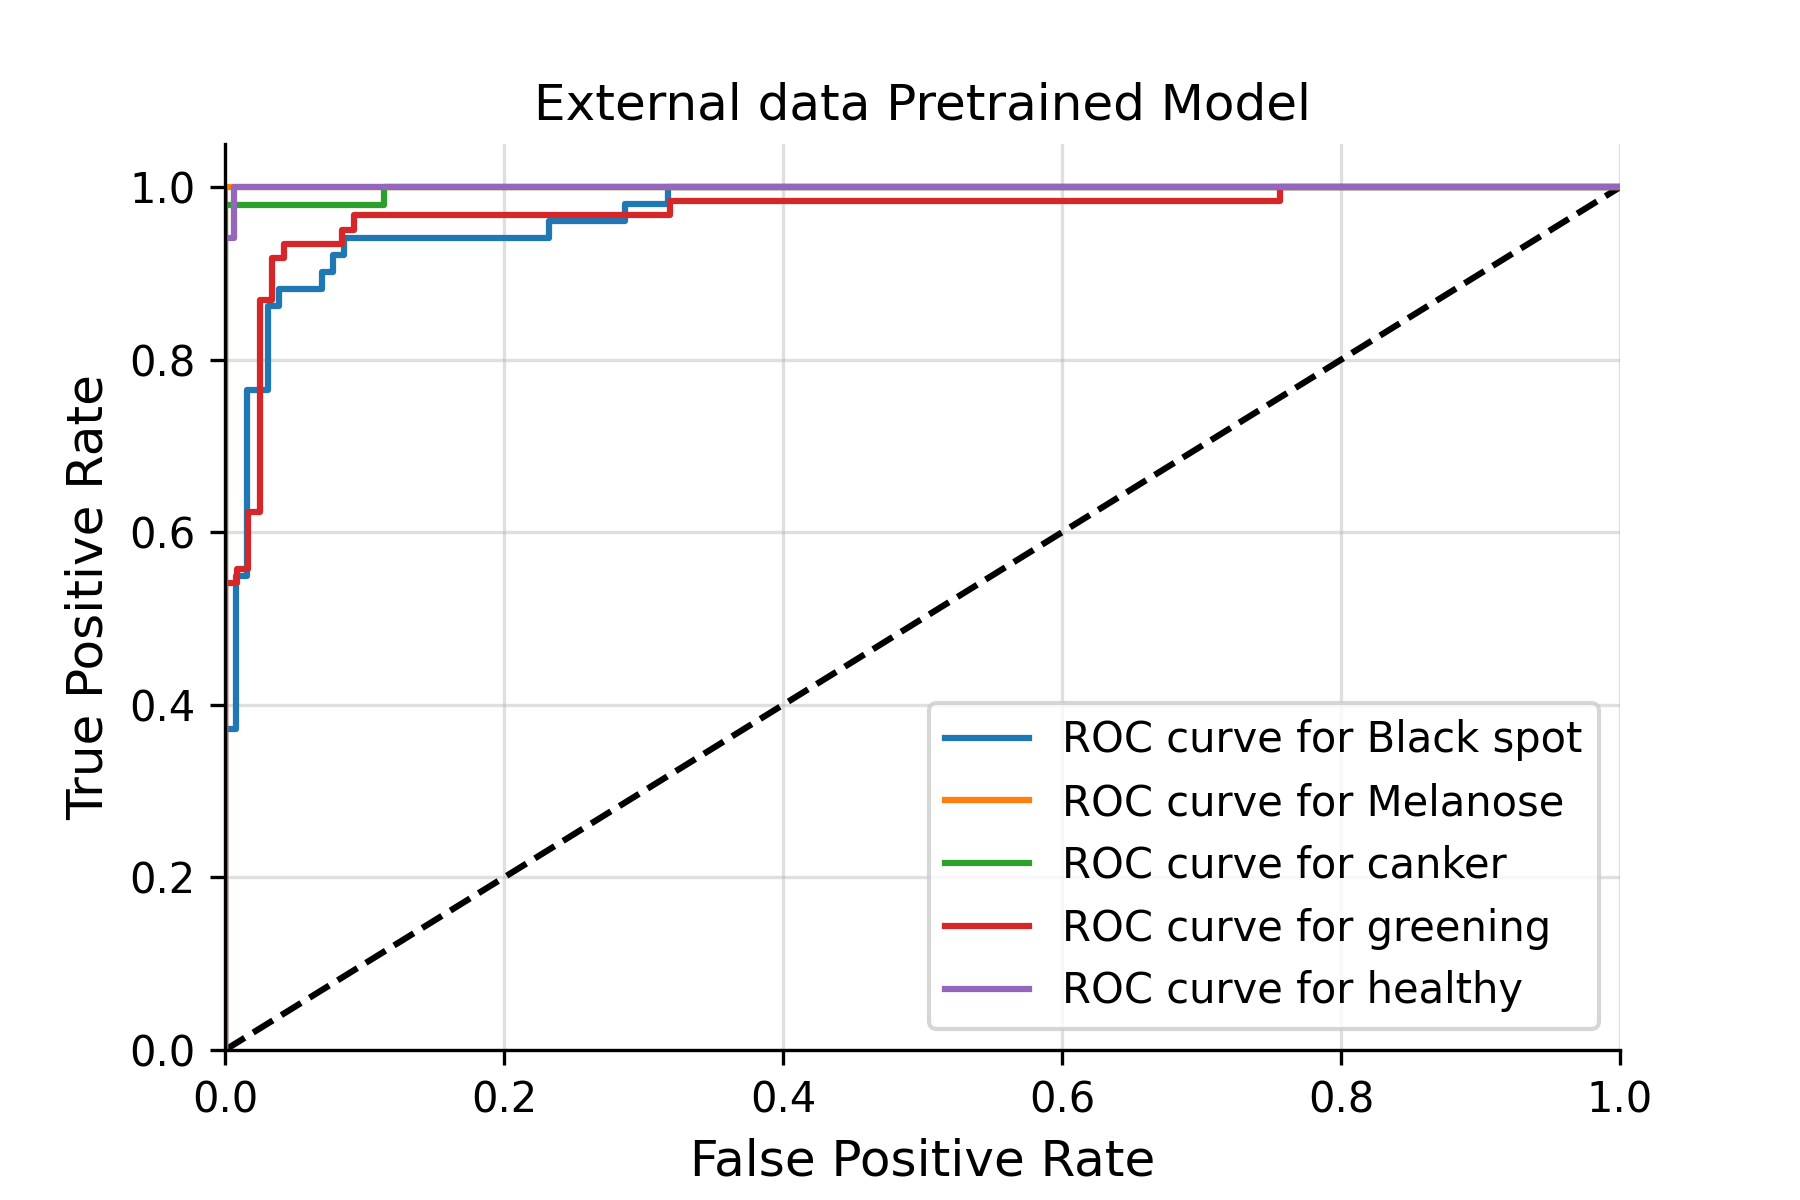 External data Pretrained Model
True Positive Rate
1.0
0.8
0.6
0.4
0.2
0.0
0.0 0.2 0.4 0.6 0.8 1.0
False Positive Rate
ROC curve for Black spot
ROC curve for Melanose
ROC curve for canker
ROC curve for greening
ROC curve for healthy